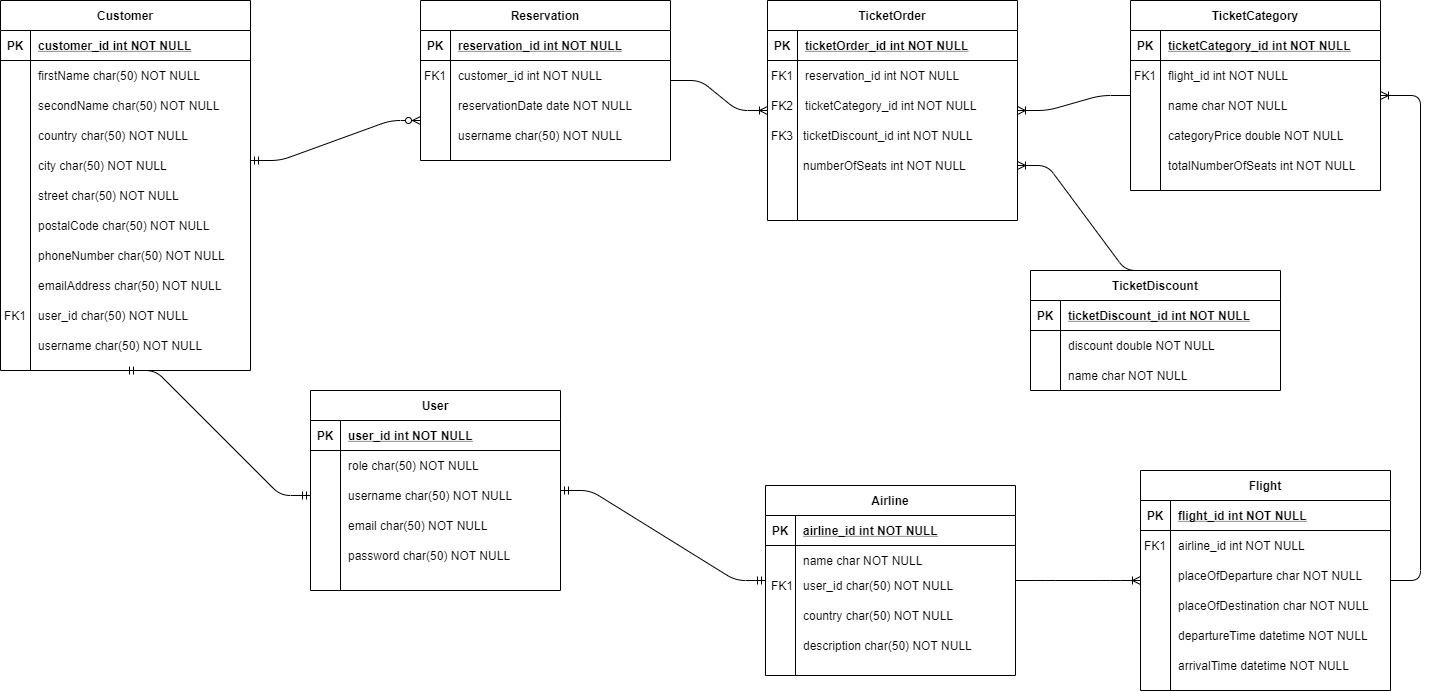 Customer
PK customer_id int NOT NULL
firstName char(50) NOT NULL
secondName char(50) NOT NULL
country char(50) NOT NULL
city char(50) NOT NULL
street char(50) NOT NULL
postalCode char(50) NOT NULL
phoneNumber char(50) NOT NULL
emailAddress char(50) NOT NULL
FK1 user_id char(50) NOT NULL
username char(50) NOT NULL
Reservation
PK reservation_id int NOT NULL
FK1 customer_id int NOT NULL
reservationDate date NOT NULL
username char(50) NOT NULL
TicketOrder
PK ticketOrder_id int NOT NULL
FK1 reservation_id int NOT NULL
FK2 ticketCategory_id int NOT NULL
FK3 ticketDiscount_id int NOT NULL
numberOfSeats int NOT NULL
TicketCategory
PK ticketCategory_id int NOT NULL
FK1 flight_id int NOT NULL
name char NOT NULL
categoryPrice double NOT NULL
totalNumberOfSeats int NOT NULL
TicketDiscount
PK ticketDiscount_id int NOT NULL
discount double NOT NULL
name char NOT NULL
User
PK user_id int NOT NULL
role char(50) NOT NULL
username char(50) NOT NULL
email char(50) NOT NULL
password char(50) NOT NULL
Airline
PK airline_id int NOT NULL
name char NOT NULL
FK1 user_id char(50) NOT NULL
country char(50) NOT NULL
description char(50) NOT NULL
Flight
PK flight_id int NOT NULL
FK1 airline_id int NOT NULL
placeOfDeparture char NOT NULL
placeOfDestination char NOT NULL
departureTime datetime NOT NULL
arrivalTime datetime NOT NULL